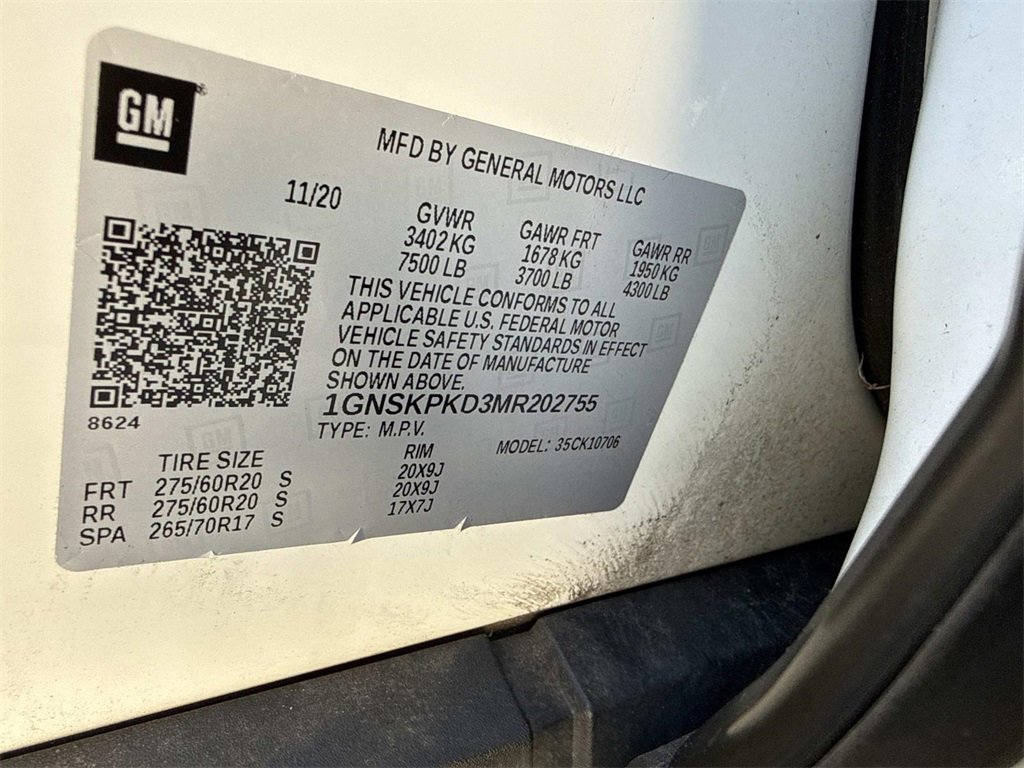 GM®
MFD BY GENERAL MOTORS LLC
11/20
GVWR GAWR FRT GAWR RR
3402 KG 1678 KG 1950 KG
7500 LB 3700 LB 4300 LB
THIS VEHICLE CONFORMS TO ALL
APPLICABLE U.S. FEDERAL MOTOR
VEHICLE SAFETY STANDARDS IN EFFECT
ON THE DATE OF MANUFACTURE
SHOWN ABOVE.
1GNSKPKD3MR202755
8624
TYPE: M.P.V. MODEL: 35CK10706
TIRE SIZE RIM
FRT 275/60R20 S 20X9J
RR 275/60R20 S 20X9J
SPA 265/70R17 S 17X7J